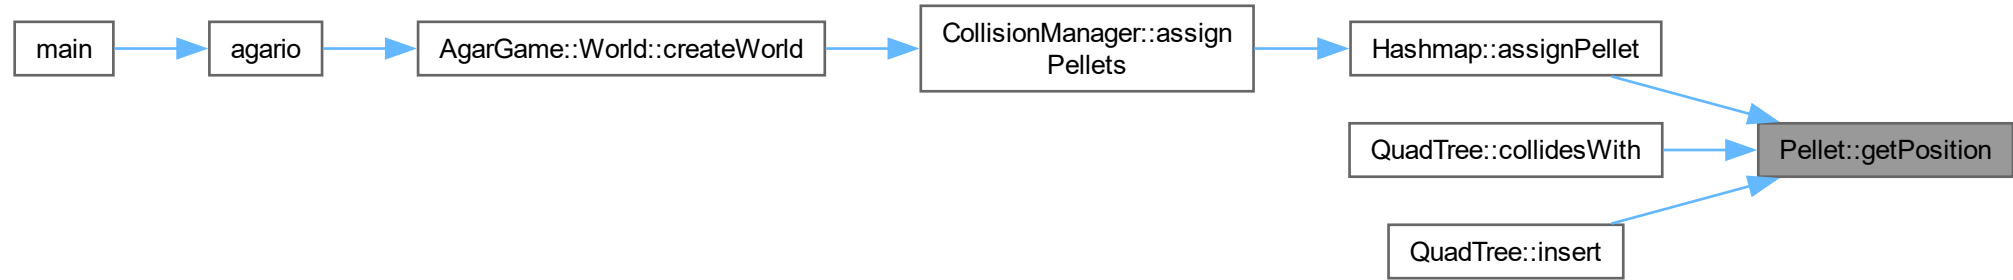 main
agario
AgarGame::World::createWorld
CollisionManager::assign
Pellets
Hashmap::assignPellet
QuadTree::collidesWith
QuadTree::insert
Pellet::getPosition